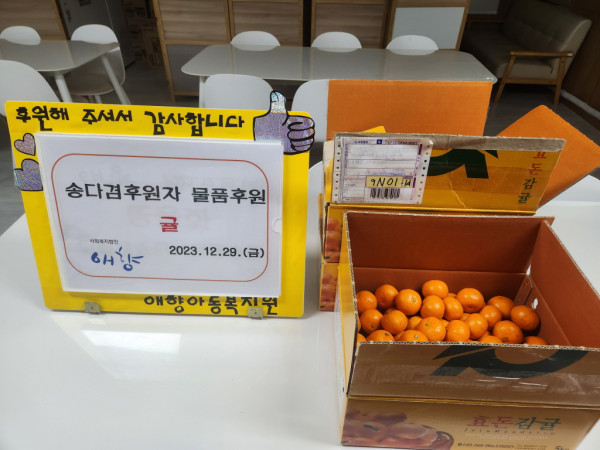 후원해 주셔서 감사합니다
송다겸후원자 물품후원
귤
사회복지법인
애향
2023.12.29.(금)
애향아동복지원
효돈감귤
효돈감귤